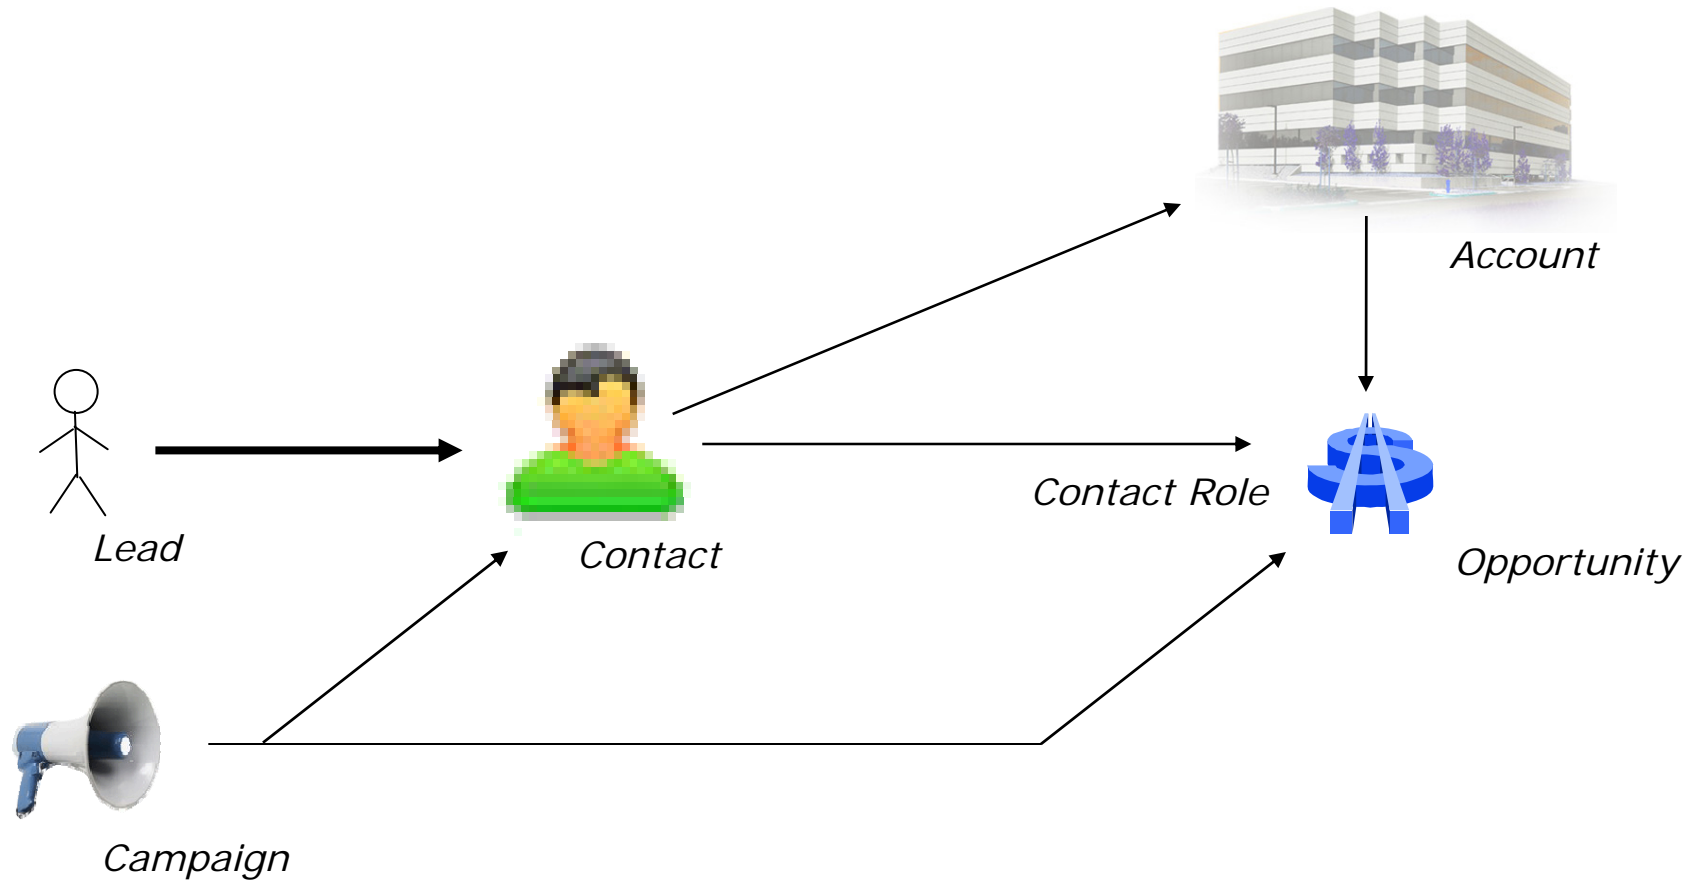 Account
Contact Role
Lead
Contact
Opportunity
Campaign